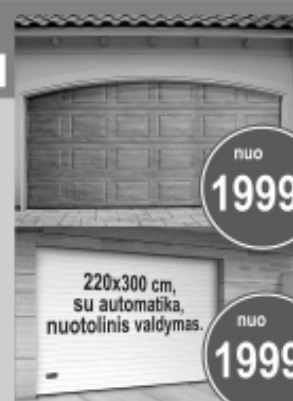 nuo
1999
220x300 cm,
su automatika,
nuotolinis valdymas.
nuo
1999